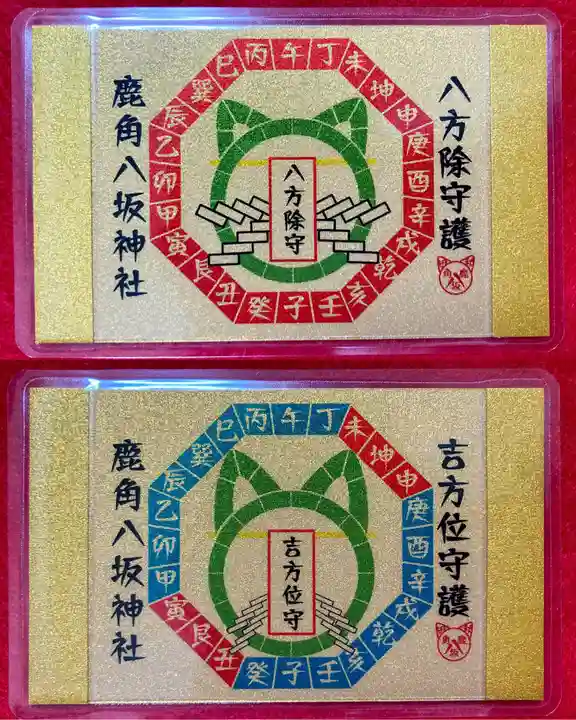 八方除守護
八方除守
鹿角八坂神社
午丁未坤申庚酉辛戌乾亥壬子癸丑艮寅甲卯乙辰巽巳丙
吉方位守護
吉方位守
鹿角八坂神社
午丁未坤申庚酉辛戌乾亥壬子癸丑艮寅甲卯乙辰巽巳丙